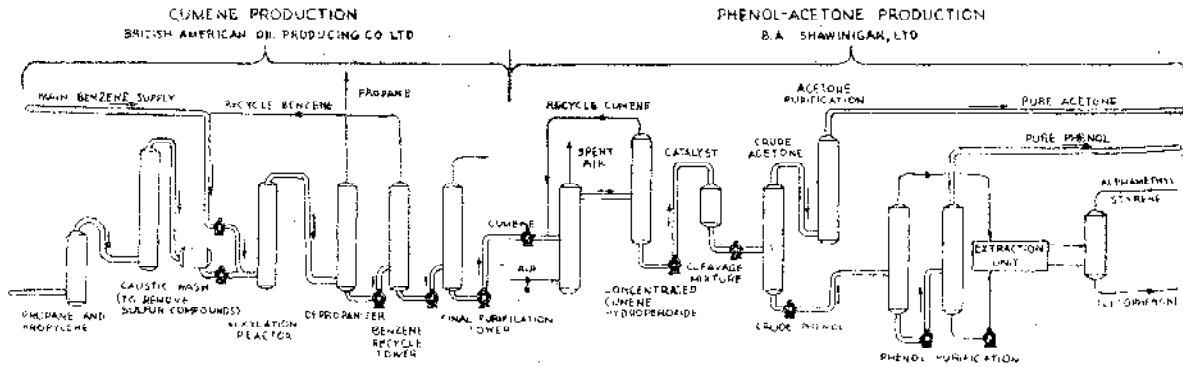 CUMENE PRODUCTION
BRITISH AMERICAN OIL PRODUCING CO LTD
PHENOL-ACETONE PRODUCTION
B.A. SHAWINIGAN, LTD
MAIN BENZENE SUPPLY
RECYCLE BENZENE
PROPANE
RECYCLE CUMENE
SPENT
AIR
CATALYST
CRUDE
ACETONE
ACETONE
PURIFICATION
PURE ACETONE
PURE PHENOL
ALPHAMETHYL
STYRENE
CUMENE
AIR
EXTRACTION
UNIT
CLEAVAGE
MIXTURE
CAUSTIC WASH
(TO REMOVE
SULFUR COMPOUNDS)
PROPANE AND
PROPYLENE
ALKYLATION
REACTOR
DEPROPANIZER
BENZENE
RECYCLE
TOWER
FINAL PURIFICATION
TOWER
CONCENTRATED
CUMENE
HYDROPEROXIDE
CRUDE PHENOL
PHENOL PURIFICATION